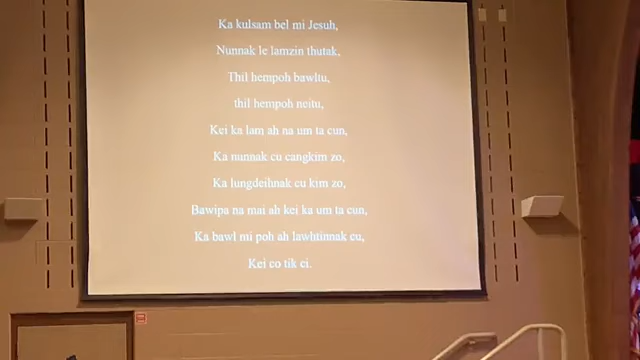 Ka kulsam bel mi Jesuh,
Nunnak le lamzin thutak,
Thil hempoh bawltu,
thil hempoh neitu,
Kei ka lam ah na um ta cun,
Ka nunnak cu cangkim zo,
Ka lungdeihnak cu kim zo,
Bawipa na mai ah kei ka um ta cun,
Ka bawl mi poh ah lawhtlinnak cu,
Kei co tik ci.